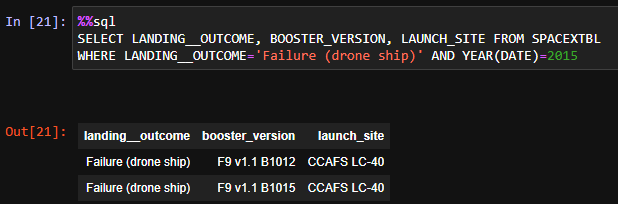 In [21]: %%sql
SELECT LANDING__OUTCOME, BOOSTER_VERSION, LAUNCH_SITE FROM SPACEXTBL
WHERE LANDING__OUTCOME='Failure (drone ship)' AND YEAR(DATE)=2015
Out[21]: landing__outcome booster_version launch_site
Failure (drone ship) F9 v1.1 B1012 CCAFS LC-40
Failure (drone ship) F9 v1.1 B1015 CCAFS LC-40